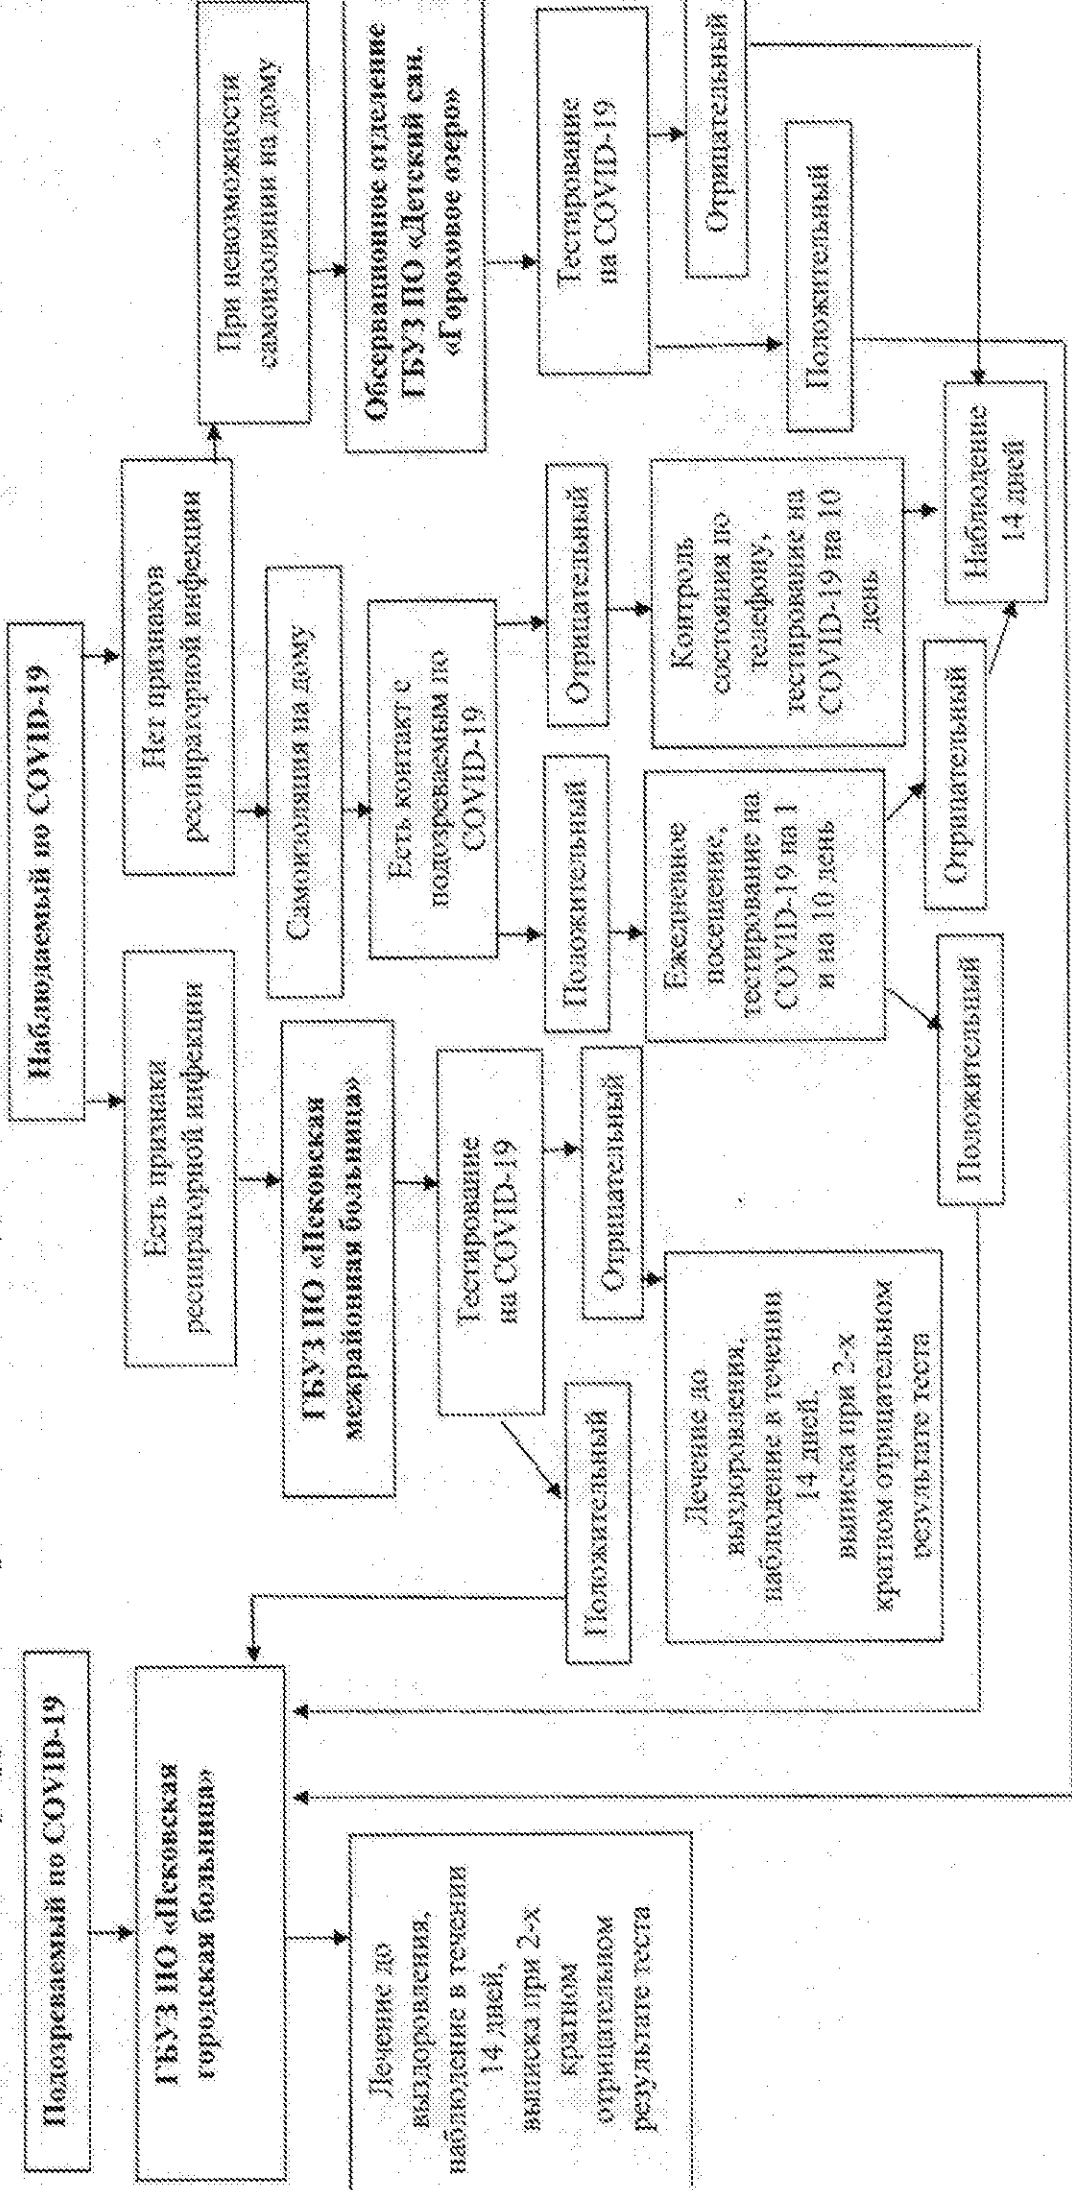 Подозреваемый по COVID-19
ГБУЗ ПО «Псковская
городская больница»
Лечение до
выздоровления,
наблюдение в течении
14 дней,
выписка при 2-х
кратном
отрицательном
результате теста
Наблюдаемый по COVID-19
Есть признаки
респираторной инфекции
ГБУЗ ПО «Псковская
межрайонная больница»
Тестирование
на COVID-19
Положительный
Отрицательный
Лечение до
выздоровления,
наблюдение в течении
14 дней.
выписка при 2-х
кратном отрицательном
результате теста
Нет признаков
респираторной инфекции
Самоизоляция на дому
Есть контакт с
подозреваемым по
COVID-19
Положительный
Отрицательный
Ежедневное
посещение,
тестирование на
COVID-19 на 1
и на 10 день
Контроль
состояния по
телефону,
тестирование на
COVID-19 на 10
день
Положительный
Отрицательный
Наблюдение
14 дней
При невозможности
самоизоляции на дому
Обсервационное отделение
ГБУЗ ПО «Детский сан.
«Гороховое озеро»
Тестирование
на COVID-19
Положительный
Отрицательный